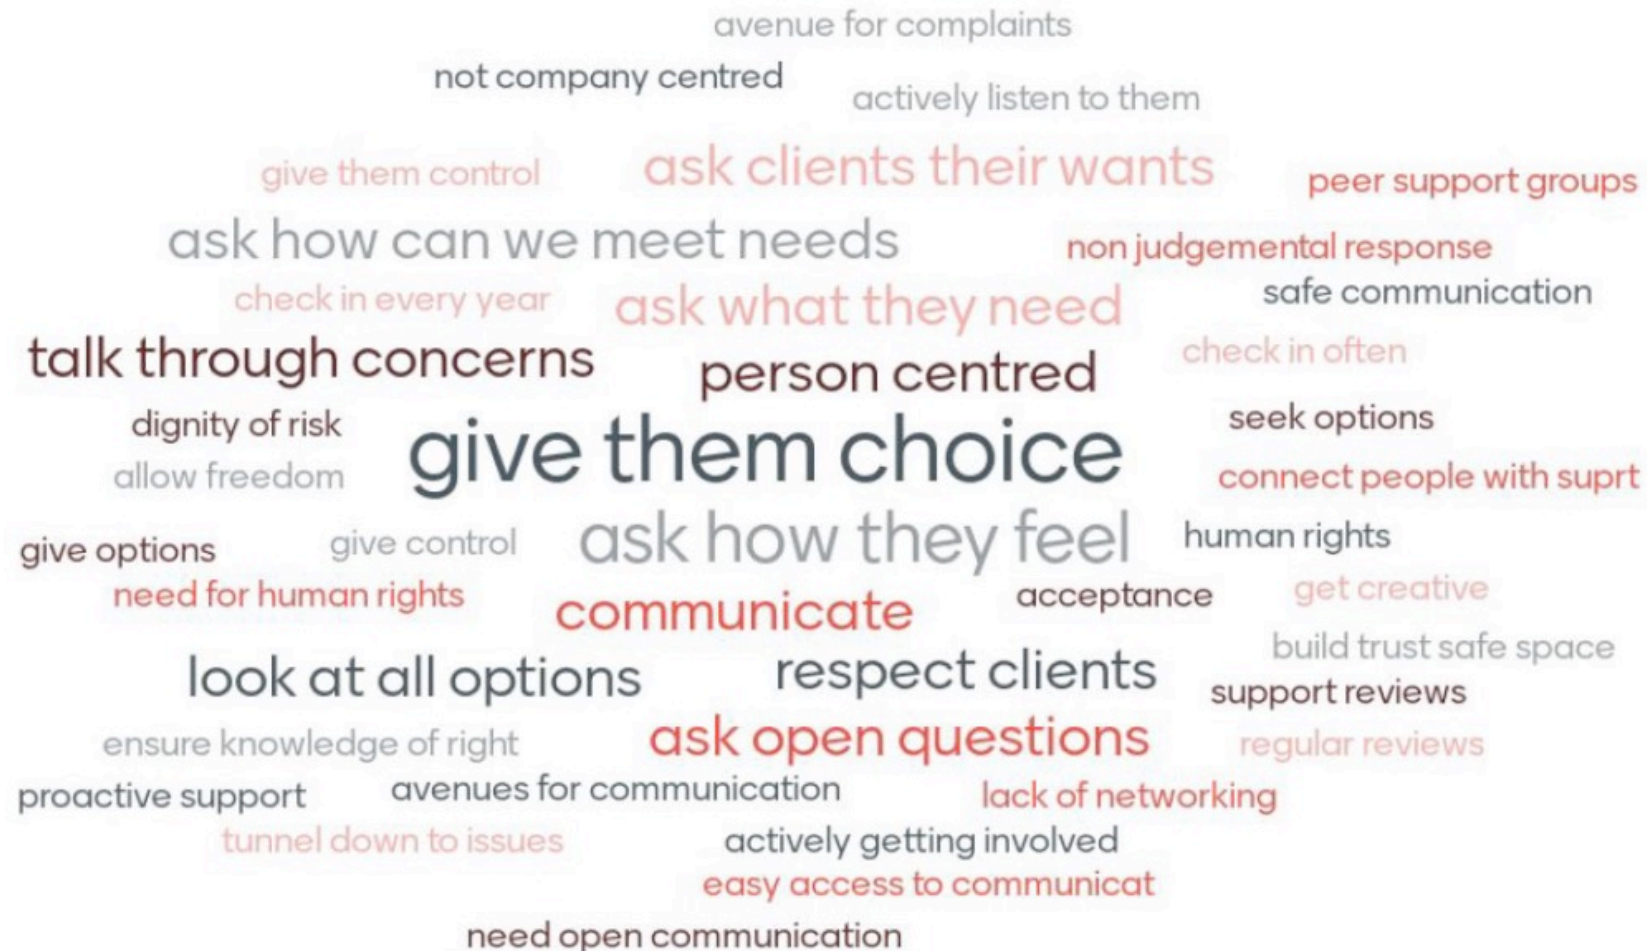 avenue for complaints
not company centred
actively listen to them
give them control
ask clients their wants
peer support groups
ask how can we meet needs
non judgemental response
check in every year
ask what they need
safe communication
talk through concerns
person centred
check in often
dignity of risk
give them choice
seek options
allow freedom
connect people with suprt
give options
give control
ask how they feel
human rights
need for human rights
communicate
acceptance
get creative
look at all options
respect clients
build trust safe space
support reviews
ensure knowledge of right
ask open questions
regular reviews
proactive support
avenues for communication
lack of networking
tunnel down to issues
actively getting involved
easy access to communicat
need open communication